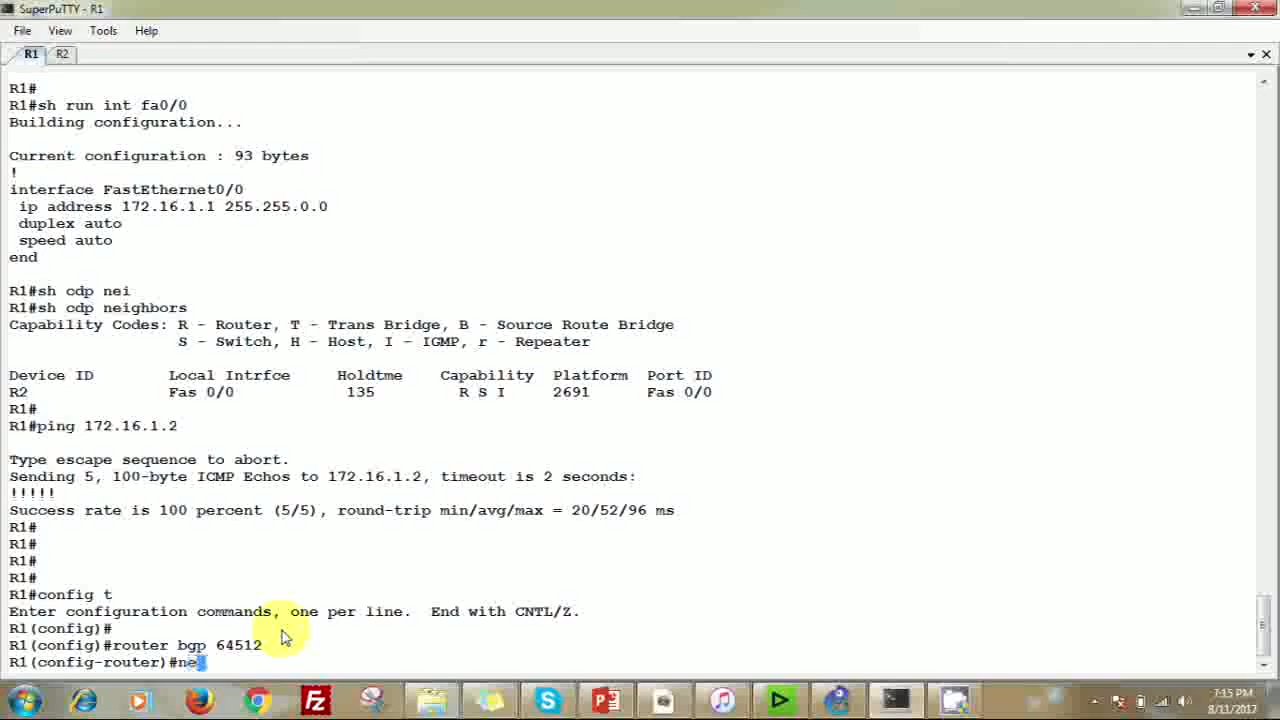 SuperPuTTY - R1
File View Tools Help
R1 R2
R1#
R1#sh run int fa0/0
Building configuration...
Current configuration : 93 bytes
!
interface FastEthernet0/0
ip address 172.16.1.1 255.255.0.0
duplex auto
speed auto
end
R1#sh cdp nei
R1#sh cdp neighbors
Capability Codes: R - Router, T - Trans Bridge, B - Source Route Bridge
S - Switch, H - Host, I - IGMP, r - Repeater
Device ID Local Intrfce Holdtme Capability Platform Port ID
R2 Fas 0/0 135 R S I 2691 Fas 0/0
R1#
R1#ping 172.16.1.2
Type escape sequence to abort.
Sending 5, 100-byte ICMP Echos to 172.16.1.2, timeout is 2 seconds:
!!!!!
Success rate is 100 percent (5/5), round-trip min/avg/max = 20/52/96 ms
R1#
R1#
R1#
R1#
R1#config t
Enter configuration commands, one per line. End with CNTL/Z.
R1(config)#
R1(config)#router bgp 64512
R1(config-router)#ne
7:15 PM
8/11/2017